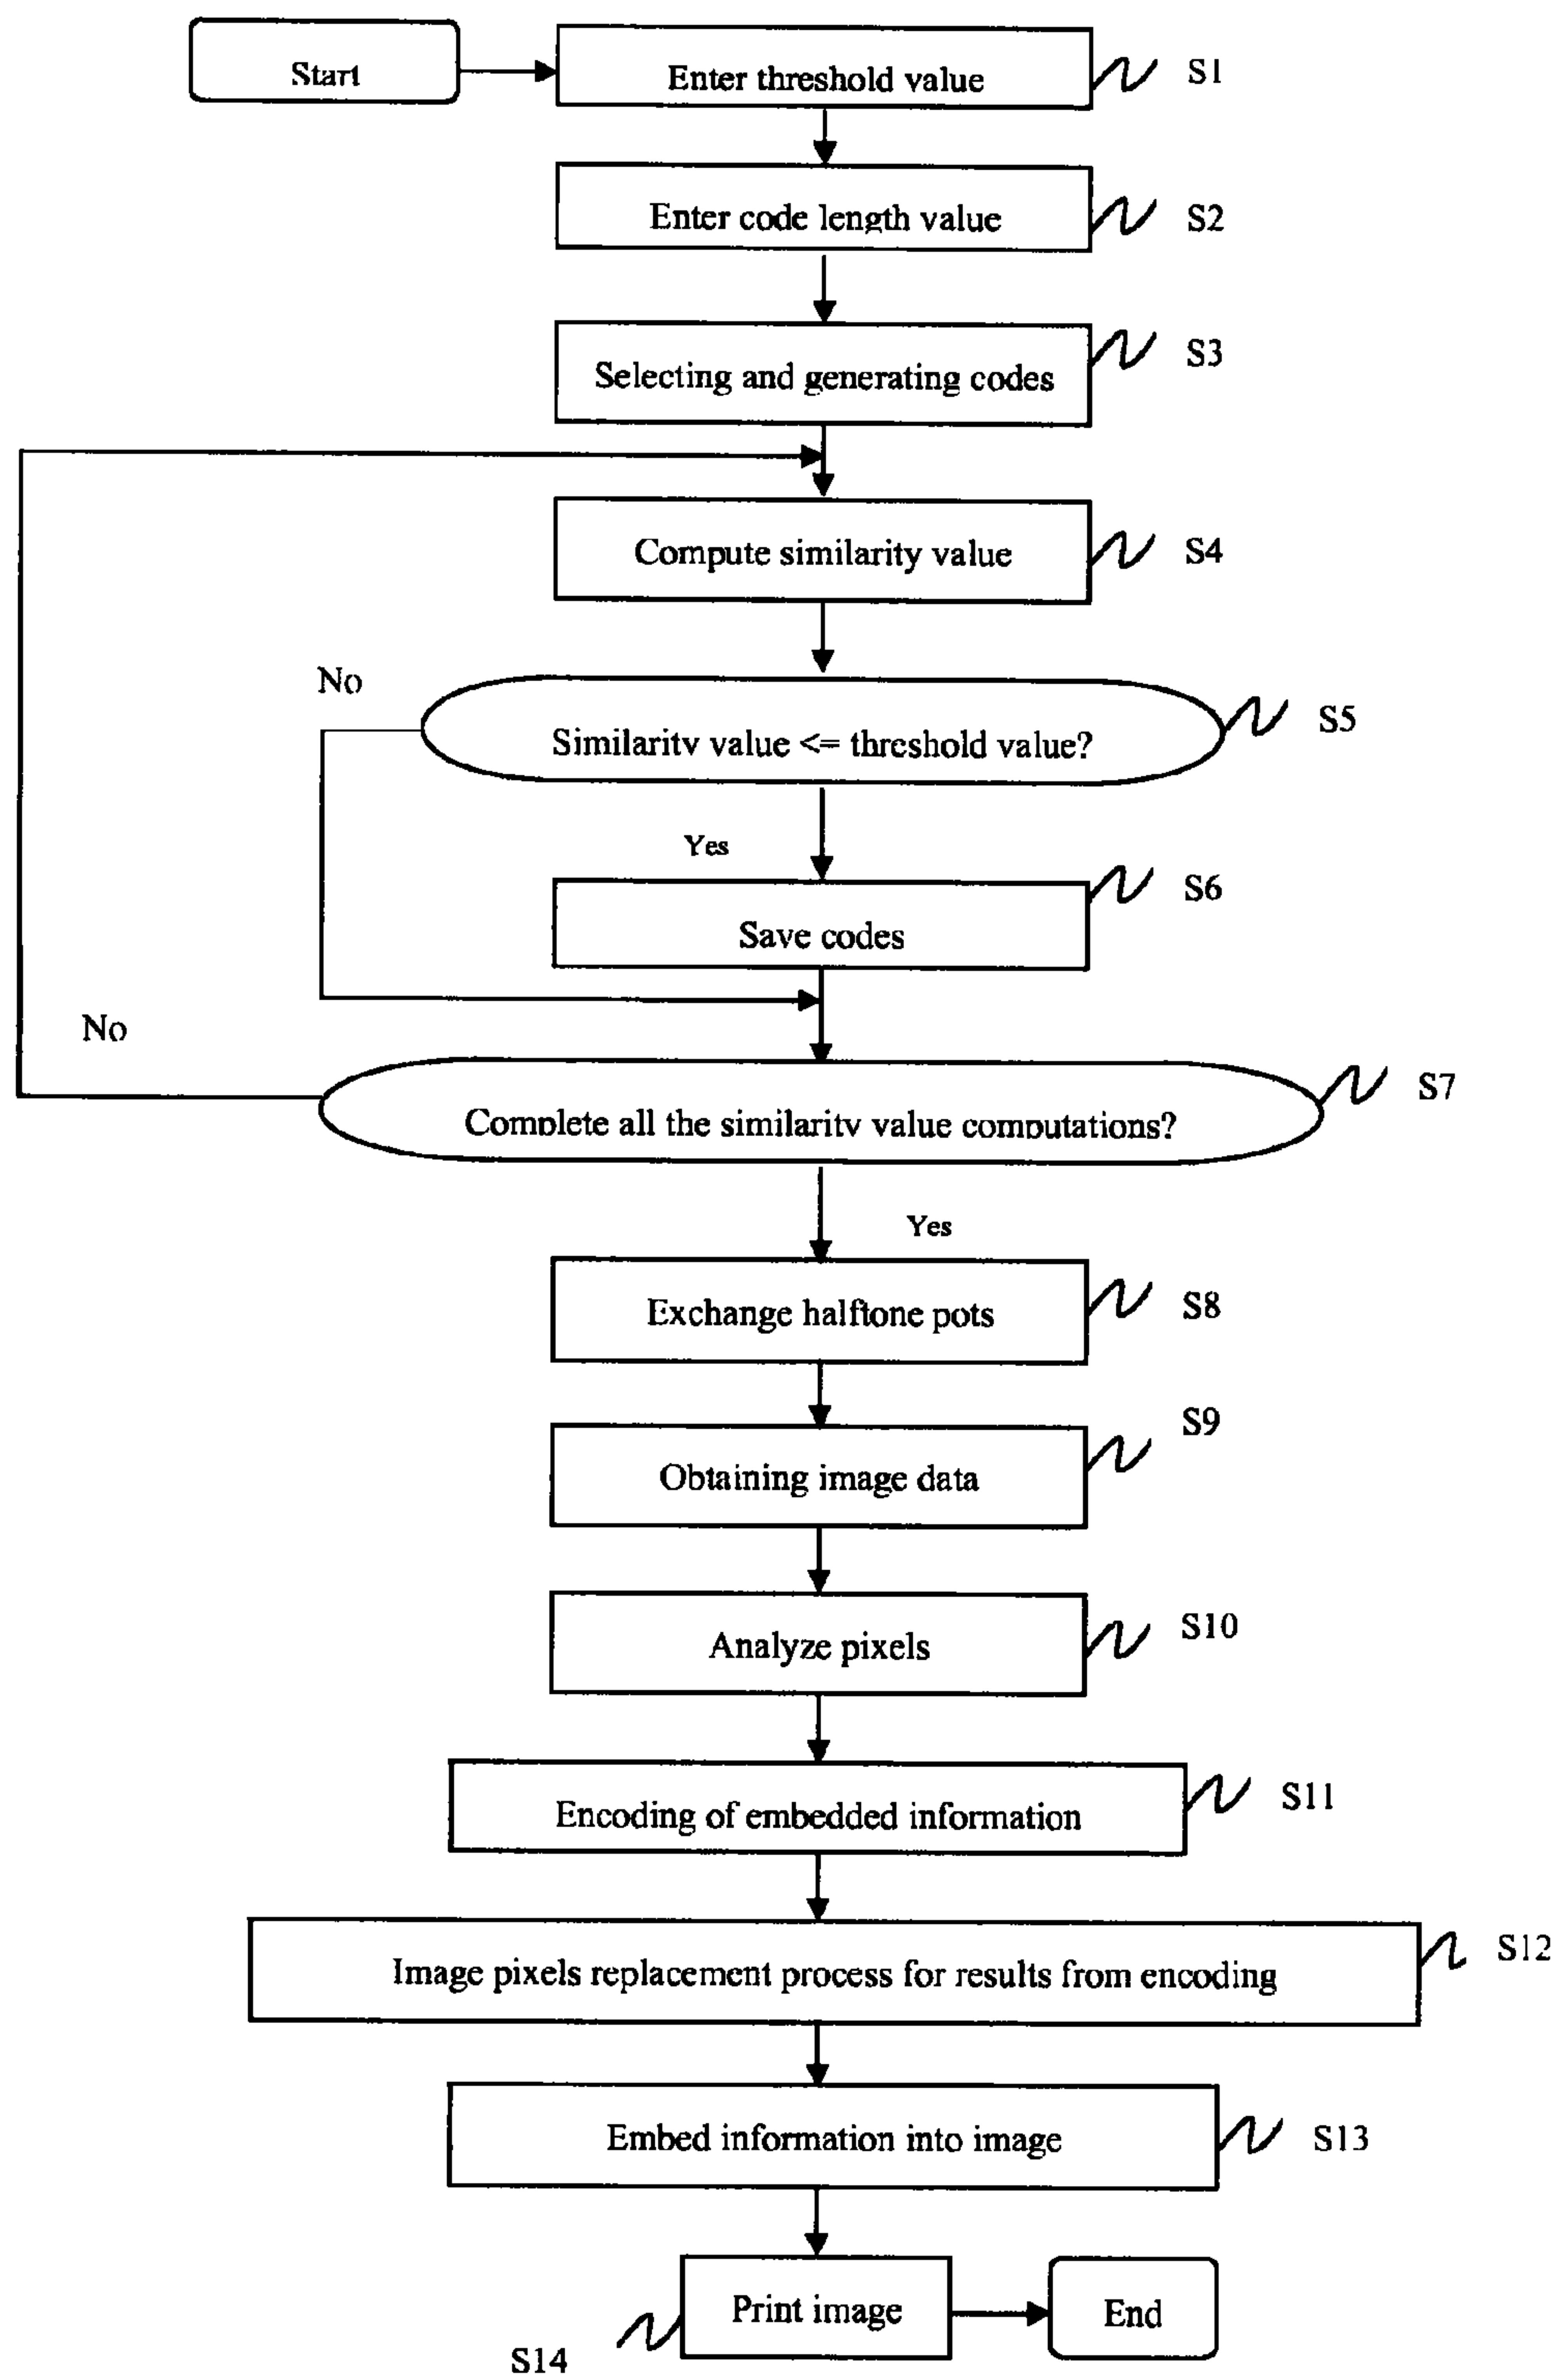 Start
Enter threshold value
S1
Enter code length value
S2
Selecting and generating codes
S3
Compute similarity value
S4
No
Similarity value <= threshold value?
S5
Yes
Save codes
S6
No
Complete all the similarity value computations?
S7
Yes
Exchange halftone pots
S8
Obtaining image data
S9
Analyze pixels
S10
Encoding of embedded information
S11
Image pixels replacement process for results from encoding
S12
Embed information into image
S13
Print image
End
S14